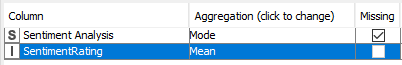 Column Aggregation (click to change) Missing
S Sentiment Analysis Mode
I SentimentRating Mean